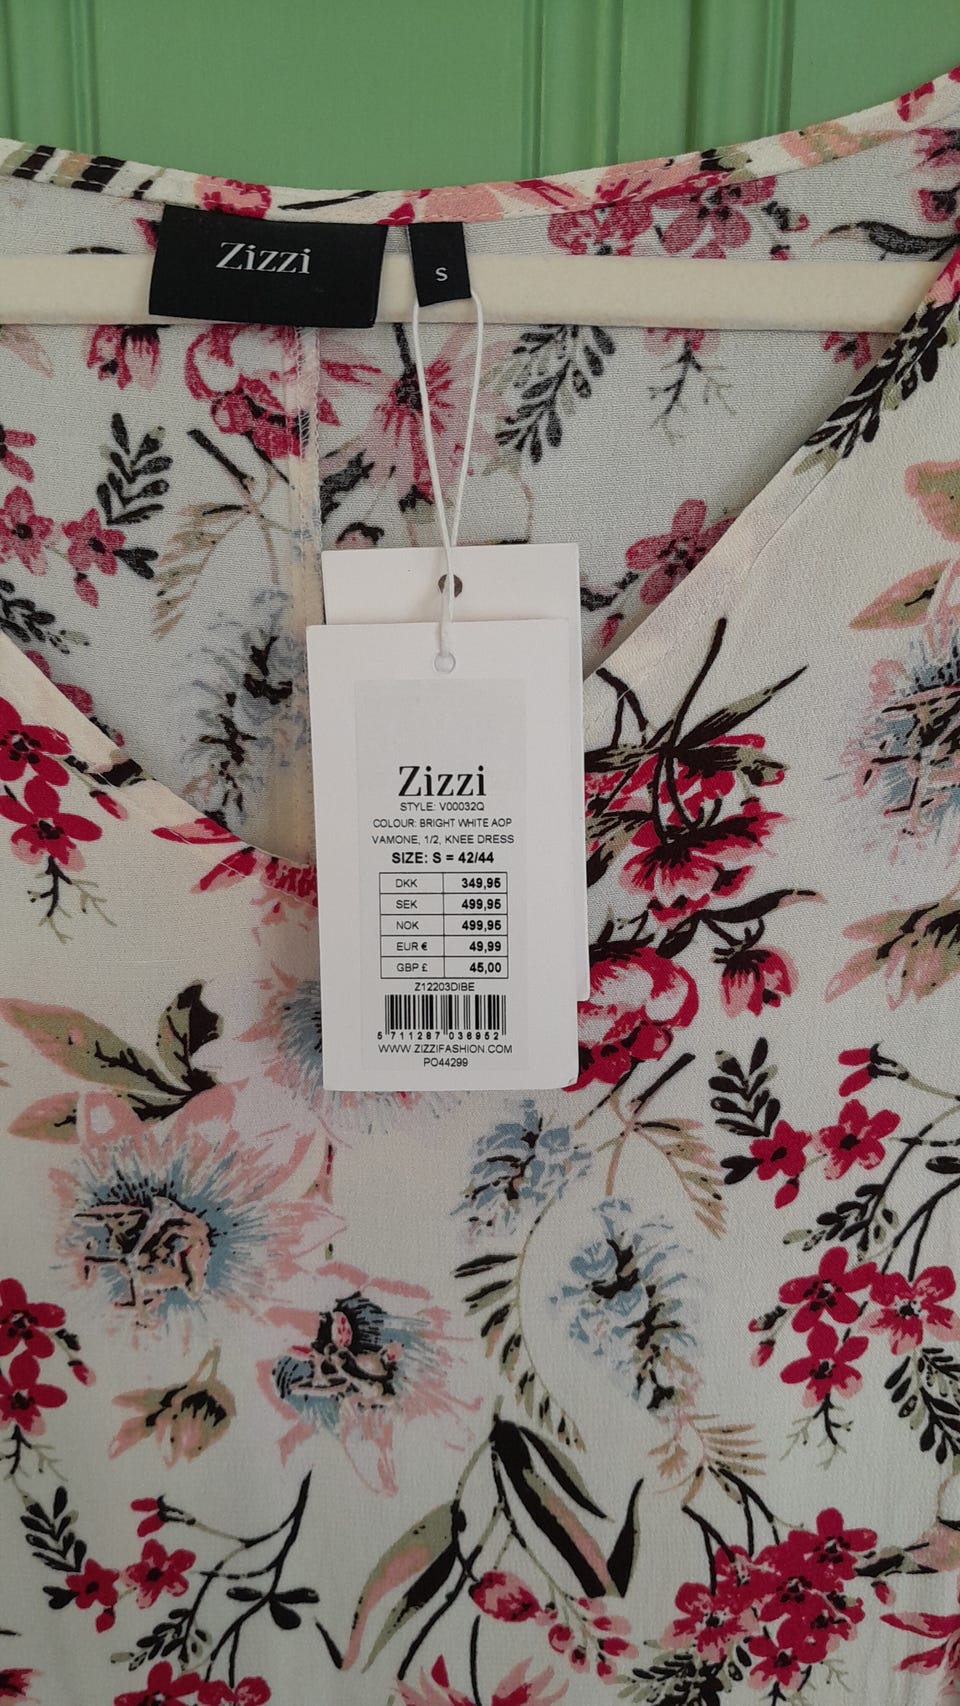 Zizzi
S
Zizzi
STYLE: V00032Q
COLOUR: BRIGHT WHITE AOP
VAMONE, 1/2, KNEE DRESS
SIZE: S = 42/44
DKK 349,95
SEK 499,95
NOK 499,95
EUR € 49,99
GBP £ 45,00
Z12203DIBE
5 711287 036952
WWW.ZIZZIFASHION.COM
PO44299